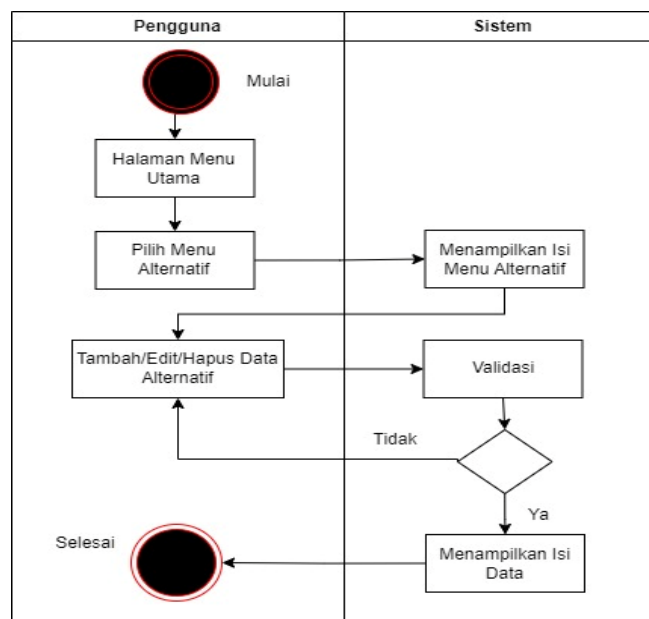 Pengguna
Sistem
Mulai
Halaman Menu
Utama
Pilih Menu
Alternatif
Menampilkan Isi
Menu Alternatif
Tambah/Edit/Hapus Data
Alternatif
Validasi
Tidak
Ya
Selesai
Menampilkan Isi
Data